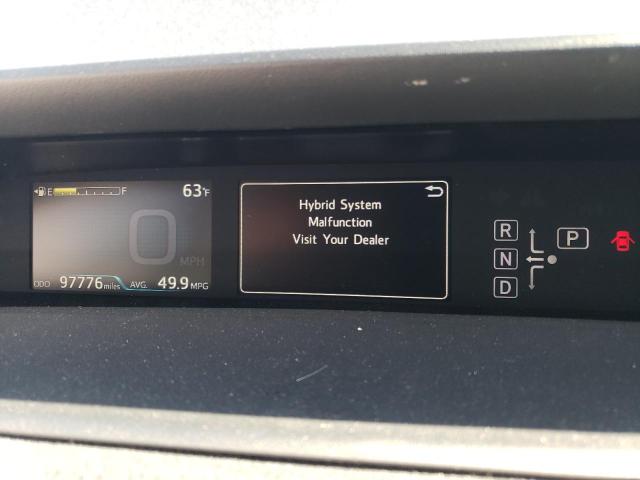 E F 63°F
0 MPH
ODO 97776 miles AVG. 49.9 MPG
Hybrid System
Malfunction
Visit Your Dealer
R
N
D
P